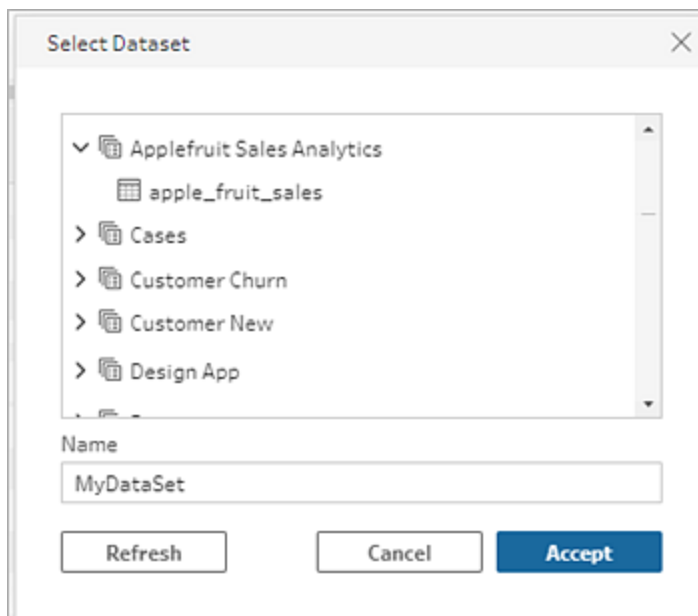 Select Dataset
Applefruit Sales Analytics
apple_fruit_sales
Cases
Customer Churn
Customer New
Design App
Name
MyDataSet
Refresh Cancel Accept